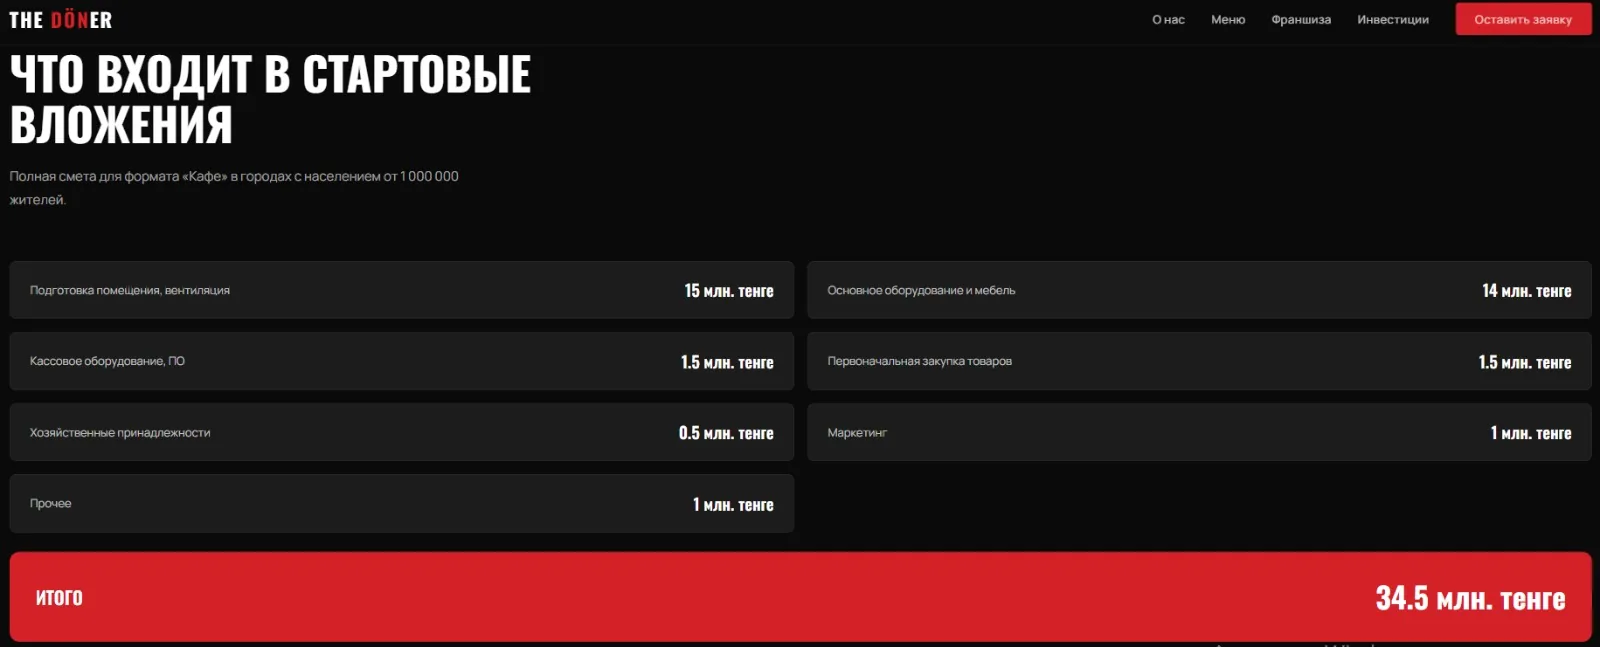 THE DÖNER
О нас
Меню
Франшиза
Инвестиции
Оставить заявку
ЧТО ВХОДИТ В СТАРТОВЫЕ
ВЛОЖЕНИЯ
Полная смета для формата «Кафе» в городах с населением от 1 000 000
жителей.
Подготовка помещения, вентиляция
15 млн. тенге
Основное оборудование и мебель
14 млн. тенге
Кассовое оборудование, ПО
1.5 млн. тенге
Первоначальная закупка товаров
1.5 млн. тенге
Хозяйственные принадлежности
0.5 млн. тенге
Маркетинг
1 млн. тенге
Прочее
1 млн. тенге
ИТОГО
34.5 млн. тенге